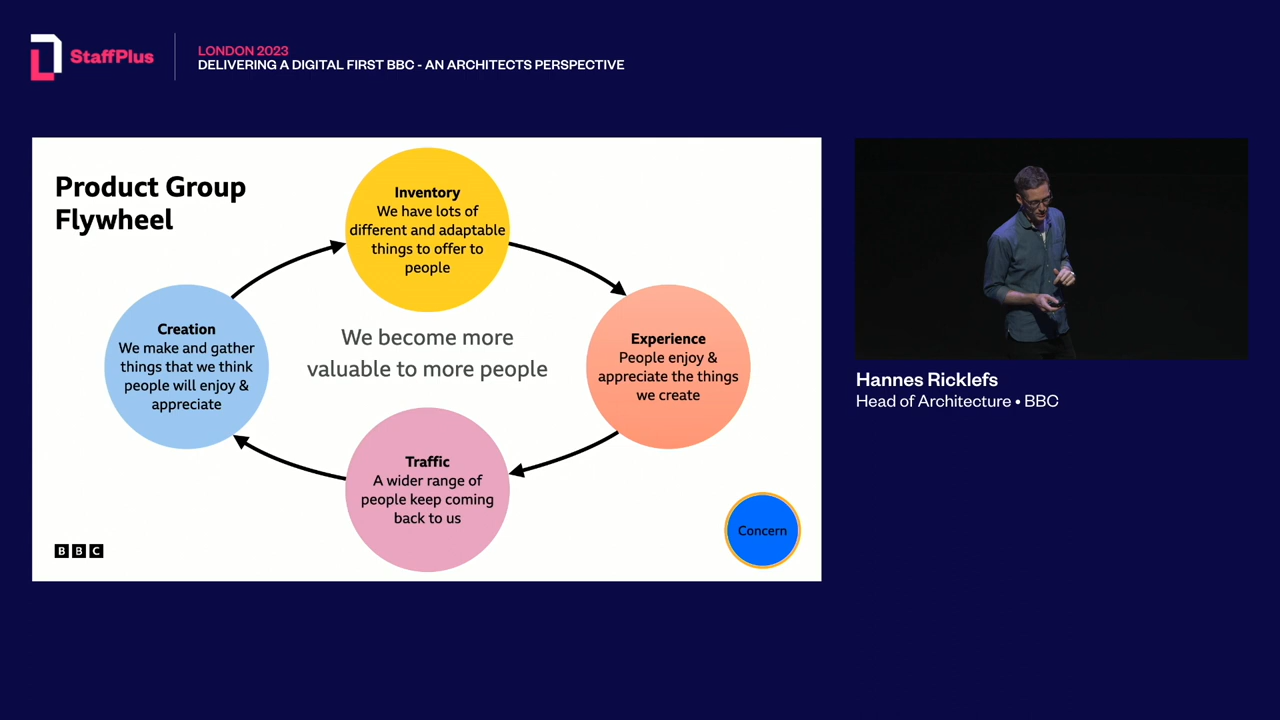 StaffPlus
LONDON 2023
DELIVERING A DIGITAL FIRST BBC - AN ARCHITECTS PERSPECTIVE
Product Group
Flywheel
Inventory
We have lots of
different and adaptable
things to offer to
people
Creation
We make and gather
things that we think
people will enjoy &
appreciate
We become more
valuable to more people
Experience
People enjoy &
appreciate the things
we create
Traffic
A wider range of
people keep coming
back to us
Concern
BBC
Hannes Ricklefs
Head of Architecture • BBC